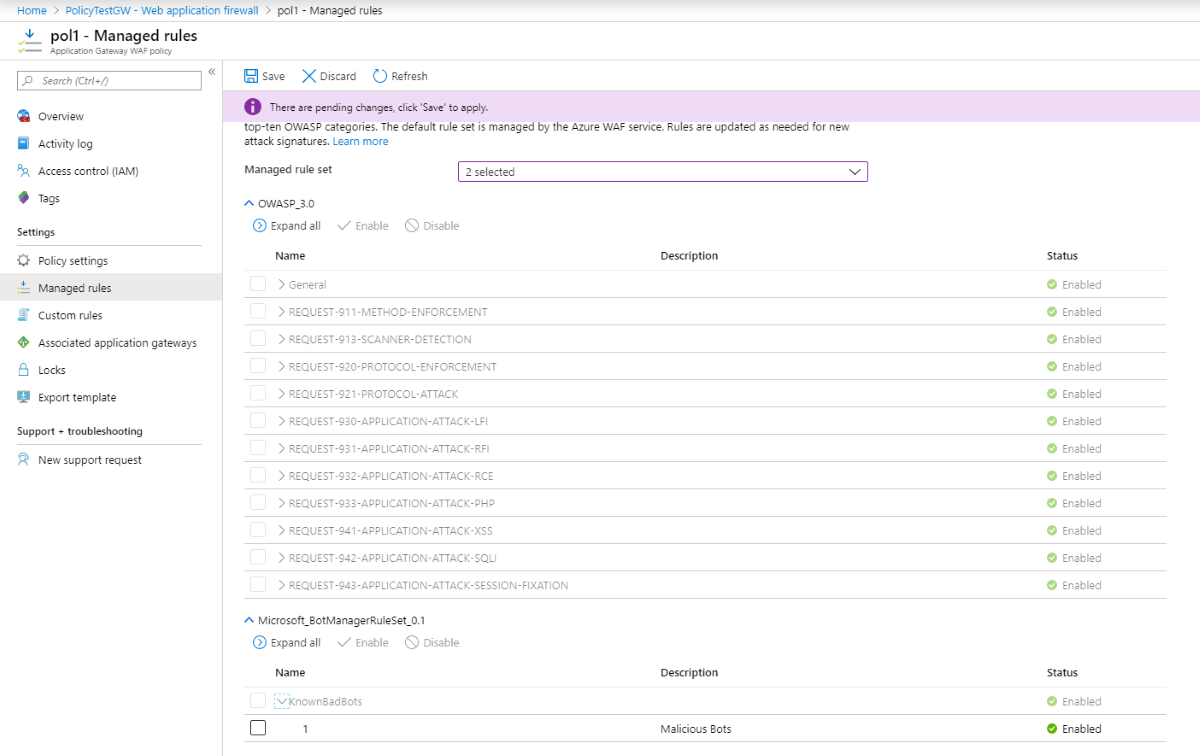 Home > PolicyTestGW - Web application firewall > pol1 - Managed rules
pol1 - Managed rules
Application Gateway WAF policy
Search (Ctrl+/)
«
Overview
Activity log
Access control (IAM)
Tags
Settings
Policy settings
Managed rules
Custom rules
Associated application gateways
Locks
Export template
Support + troubleshooting
New support request
Save Discard Refresh
There are pending changes, click 'Save' to apply.
top-ten OWASP categories. The default rule set is managed by the Azure WAF service. Rules are updated as needed for new
attack signatures. Learn more
Managed rule set 2 selected
OWASP_3.0
Expand all Enable Disable
Name Description Status
General Enabled
REQUEST-911-METHOD-ENFORCEMENT Enabled
REQUEST-913-SCANNER-DETECTION Enabled
REQUEST-920-PROTOCOL-ENFORCEMENT Enabled
REQUEST-921-PROTOCOL-ATTACK Enabled
REQUEST-930-APPLICATION-ATTACK-LFI Enabled
REQUEST-931-APPLICATION-ATTACK-RFI Enabled
REQUEST-932-APPLICATION-ATTACK-RCE Enabled
REQUEST-933-APPLICATION-ATTACK-PHP Enabled
REQUEST-941-APPLICATION-ATTACK-XSS Enabled
REQUEST-942-APPLICATION-ATTACK-SQLI Enabled
REQUEST-943-APPLICATION-ATTACK-SESSION-FIXATION Enabled
Microsoft_BotManagerRuleSet_0.1
Expand all Enable Disable
Name Description Status
KnownBadBots Enabled
1 Malicious Bots Enabled